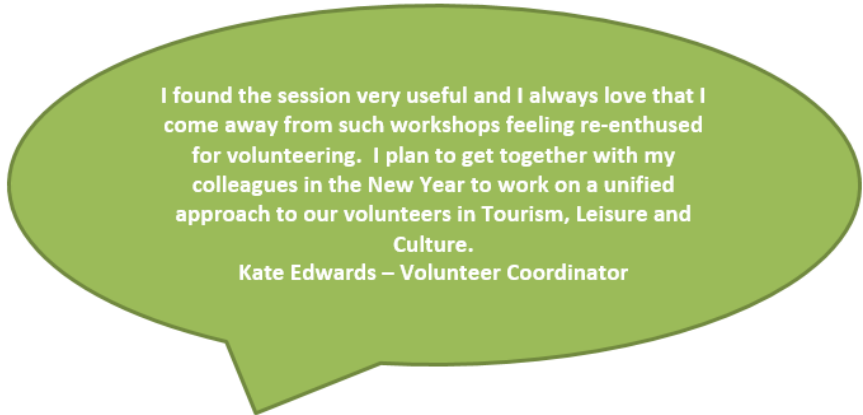 I found the session very useful and I always love that I
come away from such workshops feeling re-enthused
for volunteering.  I plan to get together with my
colleagues in the New Year to work on a unified
approach to our volunteers in Tourism, Leisure and
Culture.
Kate Edwards – Volunteer Coordinator